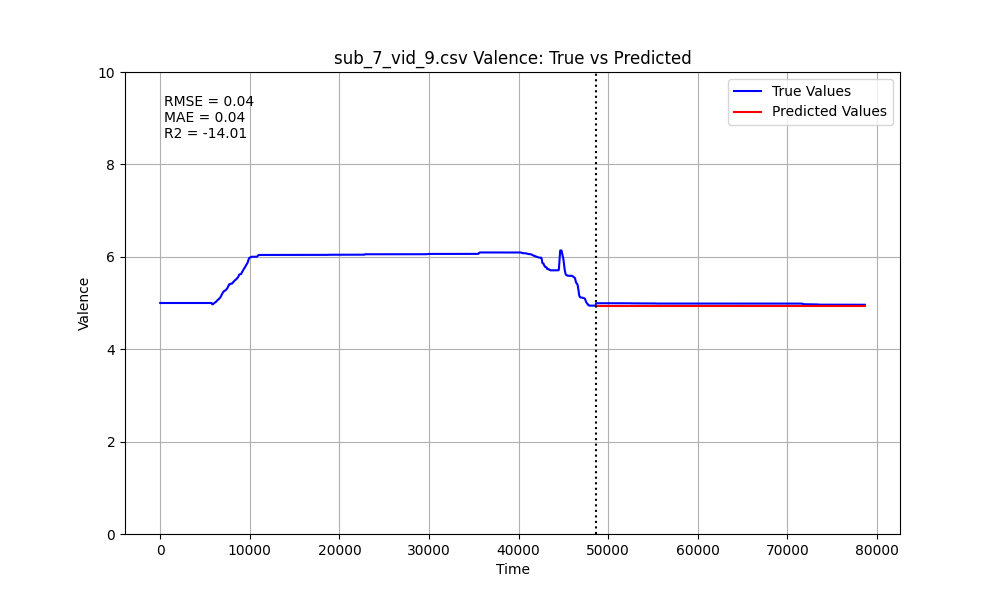 sub_7_vid_9.csv Valence: True vs Predicted
RMSE = 0.04
MAE = 0.04
R2 = -14.01
True Values
Predicted Values
Valence
10
8
6
4
2
0
0 10000 20000 30000 40000 50000 60000 70000 80000
Time